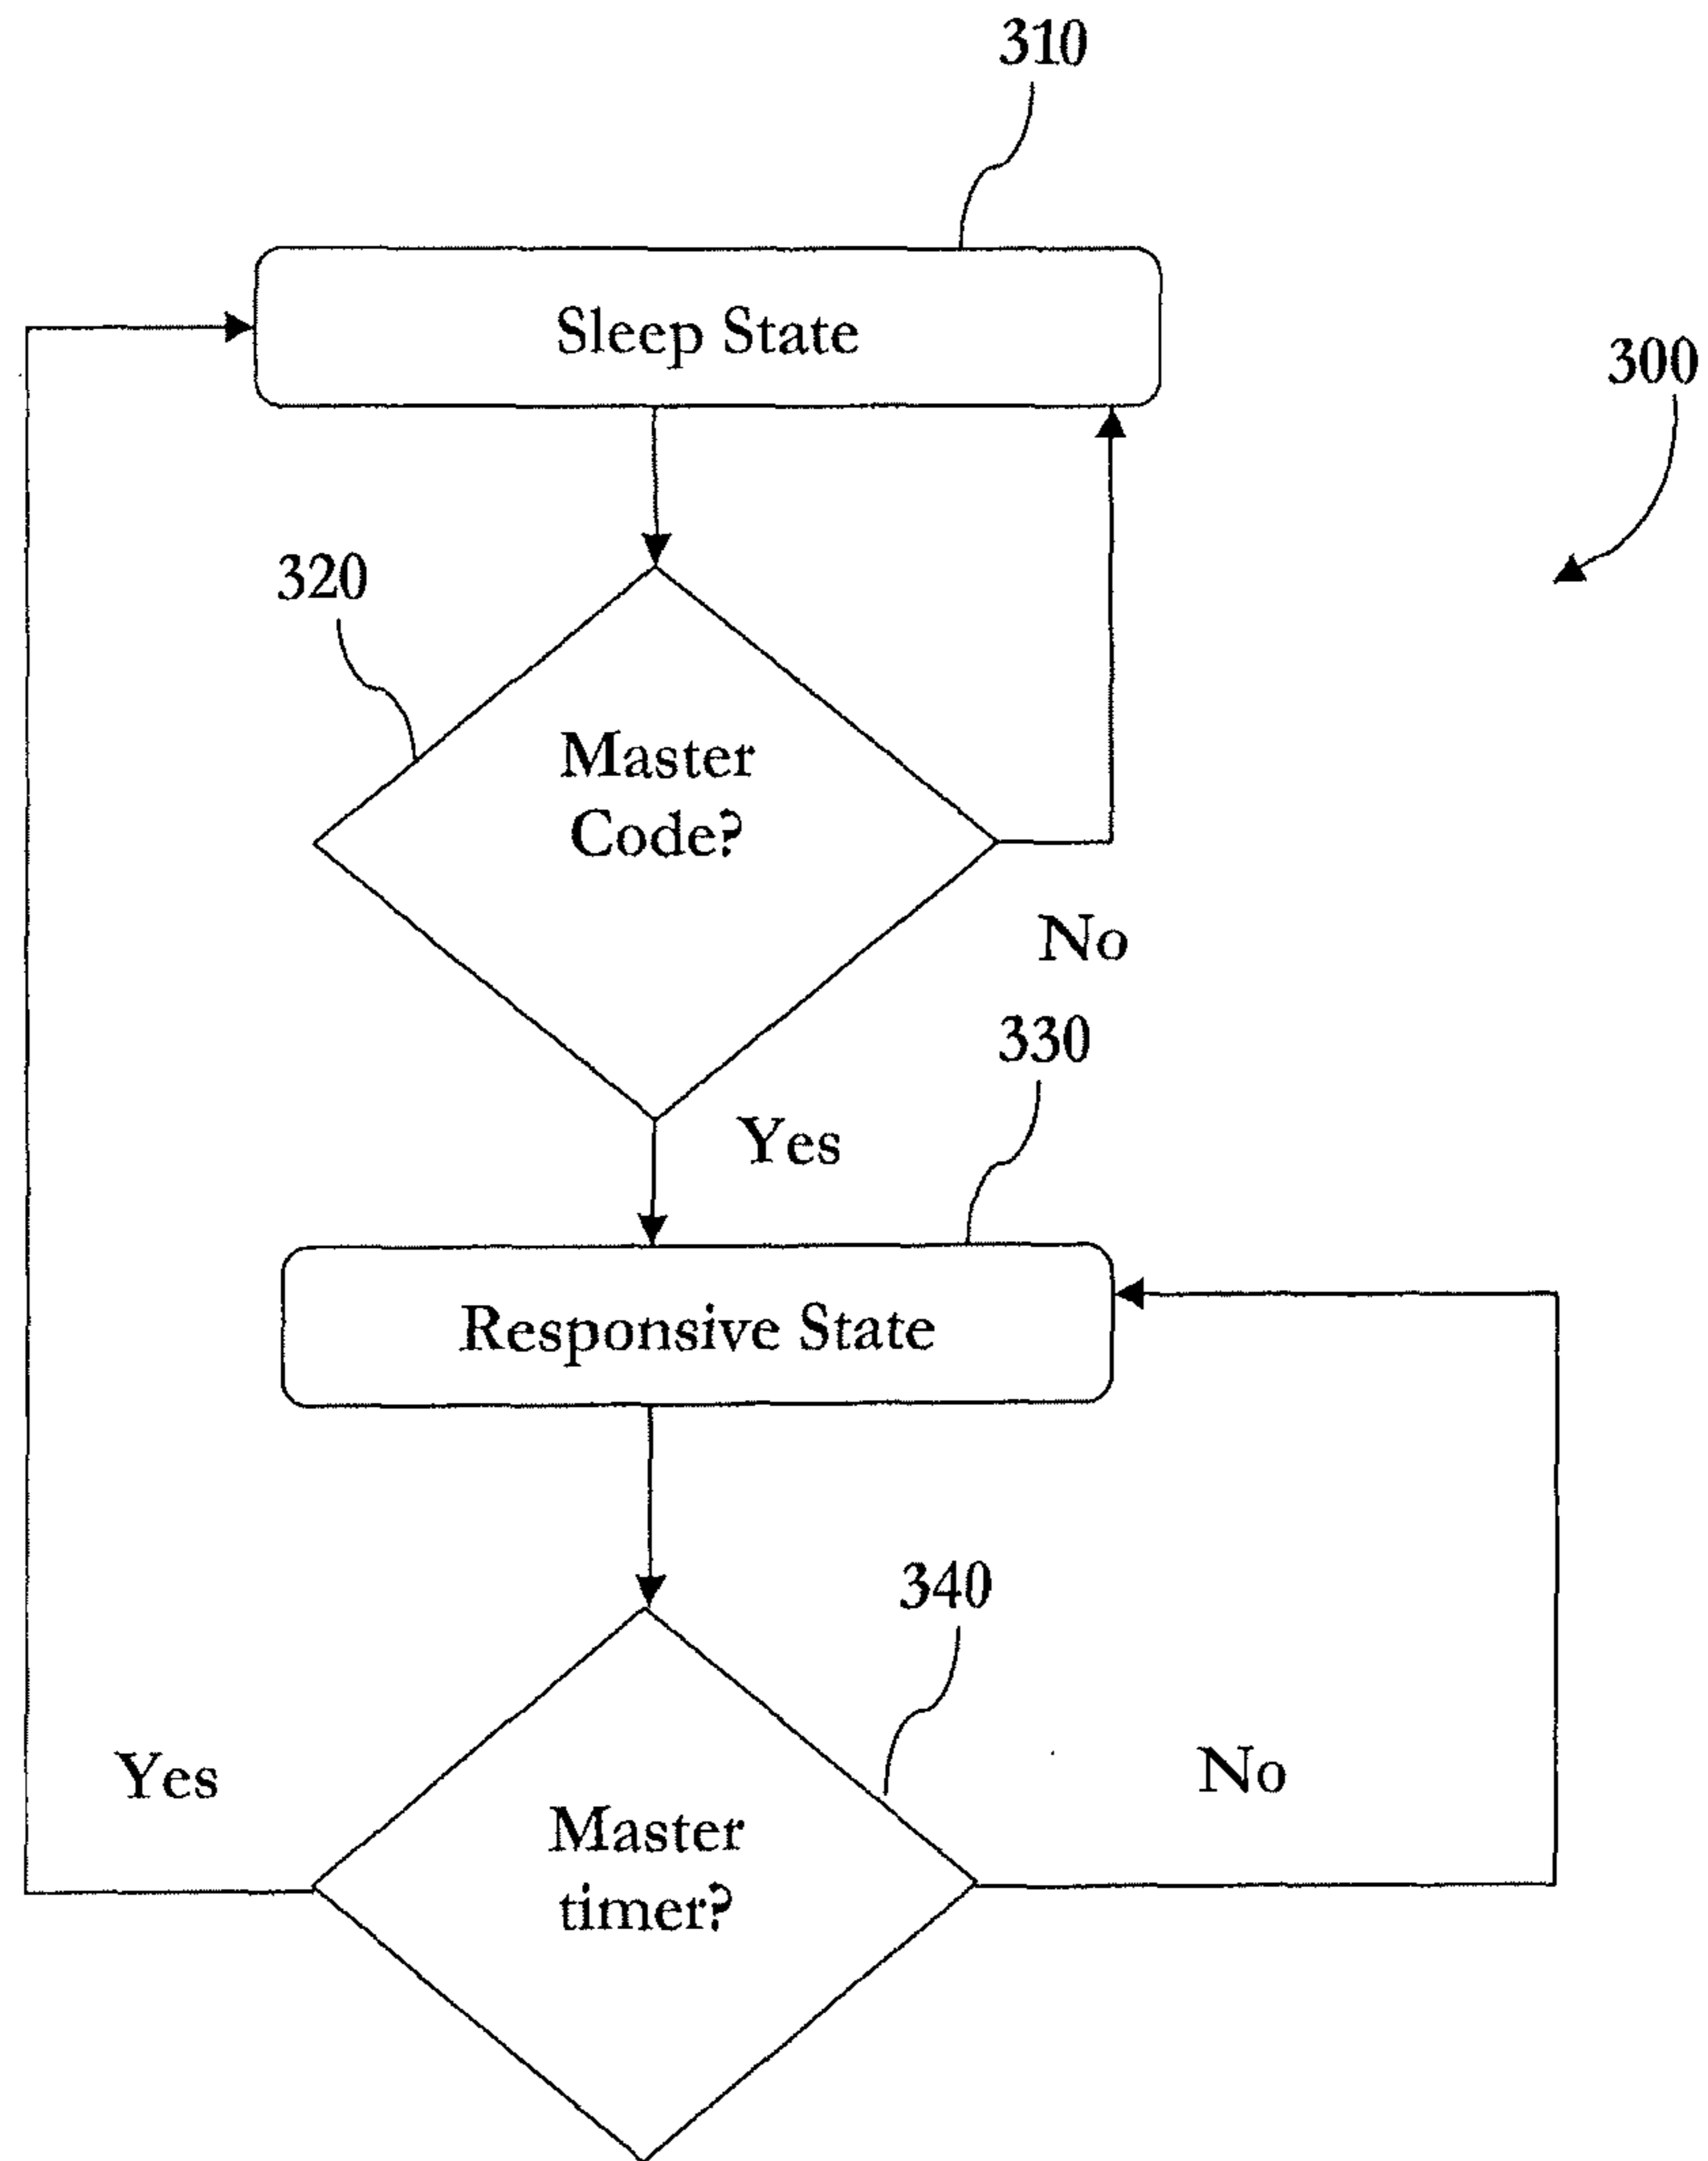 310
Sleep State
300
320
Master
Code?
No
330
Yes
Responsive State
340
Yes
No
Master
timer?